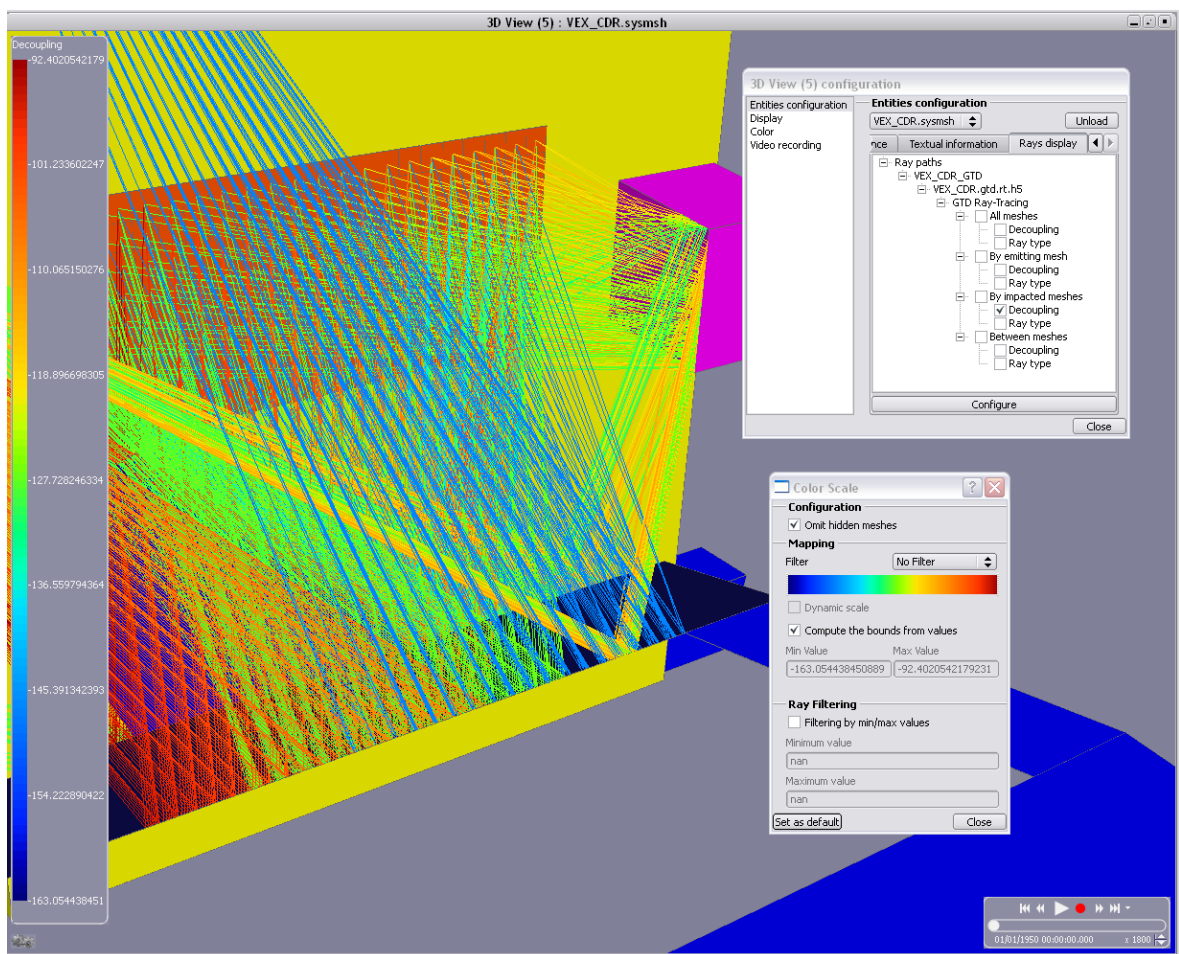 3D View (5) : VEX_CDR.sysmsh
Decoupling
-92.4020542179
-101.233602247
-110.065150276
-118.896698305
-127.728246334
-136.559794364
-145.391342393
-154.222890422
-163.054438451
3D View (5) configuration
Entities configuration
Display
Color
Video recording
Entities configuration
VEX_CDR.sysmsh
Unload
nce
Textual information
Rays display
Ray paths
VEX_CDR_GTD
VEX_CDR.gtd.rt.h5
GTD Ray-Tracing
All meshes
Decoupling
Ray type
By emitting mesh
Decoupling
Ray type
By impacted meshes
Decoupling
Ray type
Between meshes
Decoupling
Ray type
Configure
Close
Color Scale
?
Configuration
Omit hidden meshes
Mapping
Filter
No Filter
Dynamic scale
Compute the bounds from values
Min Value Max Value
-163.054438450889 -92.4020542179231
Ray Filtering
Filtering by min/max values
Minimum value
nan
Maximum value
nan
Set as default Close
01/01/1950 00:00:00.000 x 1800